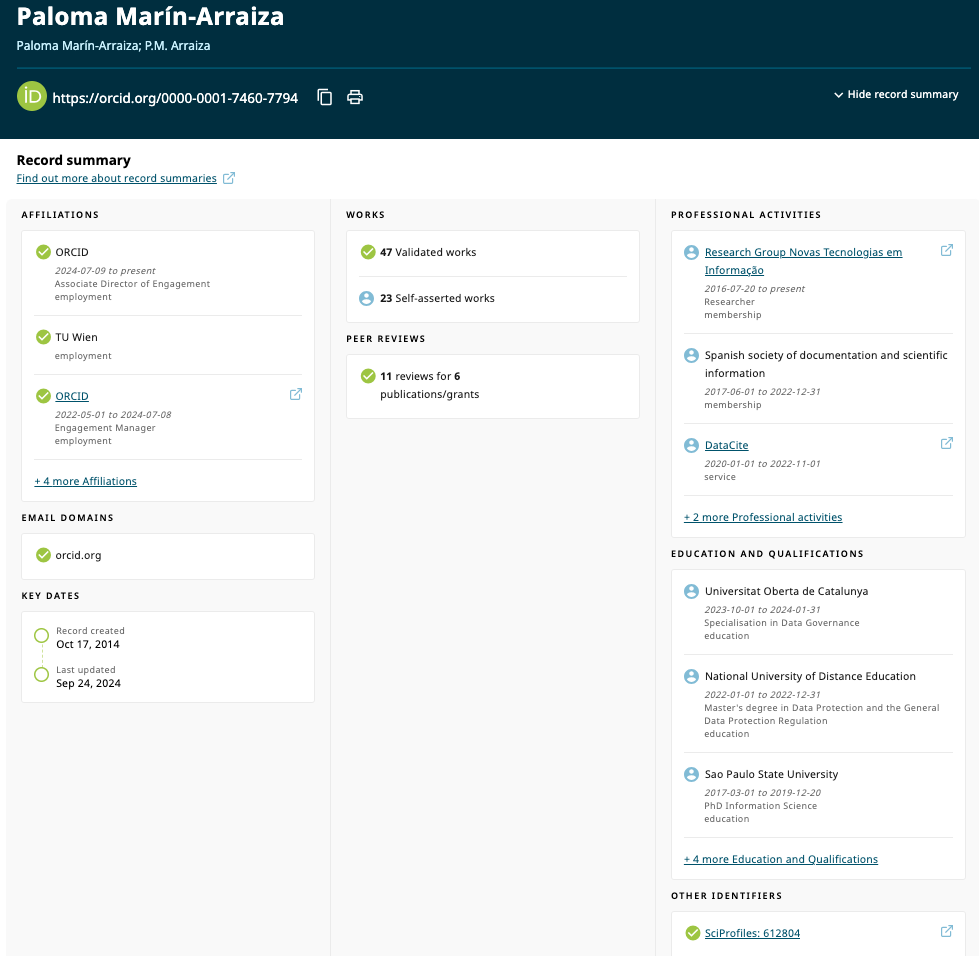 Paloma Marín-Arraiza
Paloma Marín-Arraiza; P.M. Arraiza
iD https://orcid.org/0000-0001-7460-7794
Hide record summary
Record summary
Find out more about record summaries
AFFILIATIONS
ORCID
2024-07-09 to present
Associate Director of Engagement
employment
TU Wien
employment
ORCID
2022-05-01 to 2024-07-08
Engagement Manager
employment
+ 4 more Affiliations
EMAIL DOMAINS
orcid.org
KEY DATES
Record created
Oct 17, 2014
Last updated
Sep 24, 2024
WORKS
47 Validated works
23 Self-asserted works
PEER REVIEWS
11 reviews for 6
publications/grants
PROFESSIONAL ACTIVITIES
Research Group Novas Tecnologias em
Informação
2016-07-20 to present
Researcher
membership
Spanish society of documentation and scientific
information
2017-06-01 to 2022-12-31
membership
DataCite
2020-01-01 to 2022-11-01
service
+ 2 more Professional activities
EDUCATION AND QUALIFICATIONS
Universitat Oberta de Catalunya
2023-10-01 to 2024-01-31
Specialisation in Data Governance
education
National University of Distance Education
2022-01-01 to 2022-12-31
Master's degree in Data Protection and the General
Data Protection Regulation
education
Sao Paulo State University
2017-03-01 to 2019-12-20
PhD Information Science
education
+ 4 more Education and Qualifications
OTHER IDENTIFIERS
SciProfiles: 612804